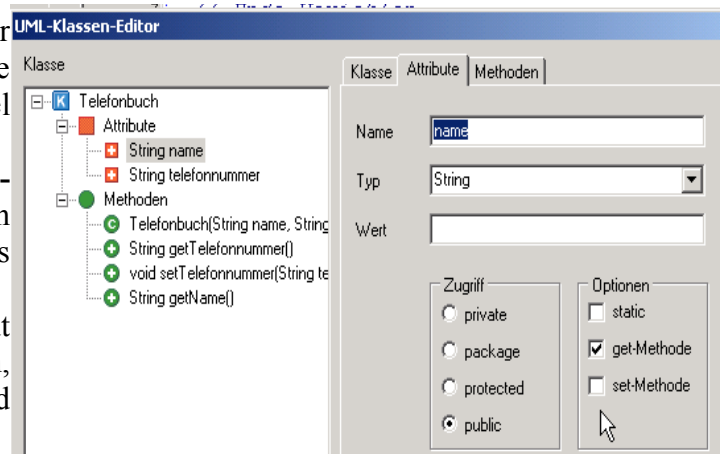 UML-Klassen-Editor
Klasse
Telefonbuch
Attribute
String name
String telefonnummer
Methoden
Telefonbuch(String name, String
String getTelefonnummer()
void setTelefonnummer(String te
String getName()
Klasse Attribute Methoden
Name name
Typ String
Wert
Zugriff
private
package
protected
public
Optionen
static
get-Methode
set-Methode